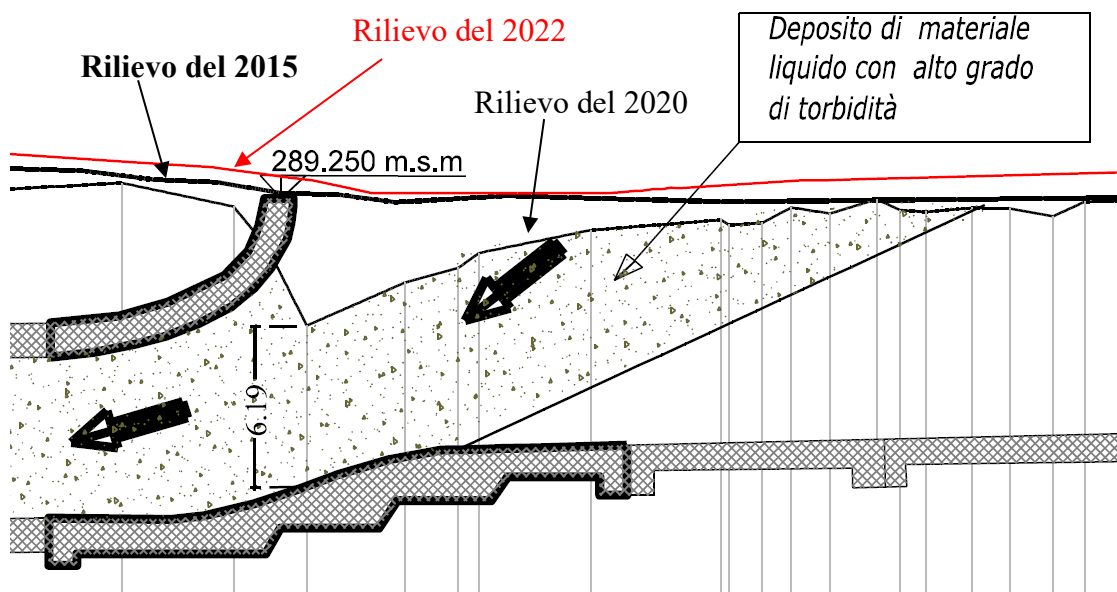 Rilievo del 2022
Rilievo del 2015
Rilievo del 2020
Deposito di materiale
liquido con alto grado
di torbidità
289.250 m.s.m
6.19